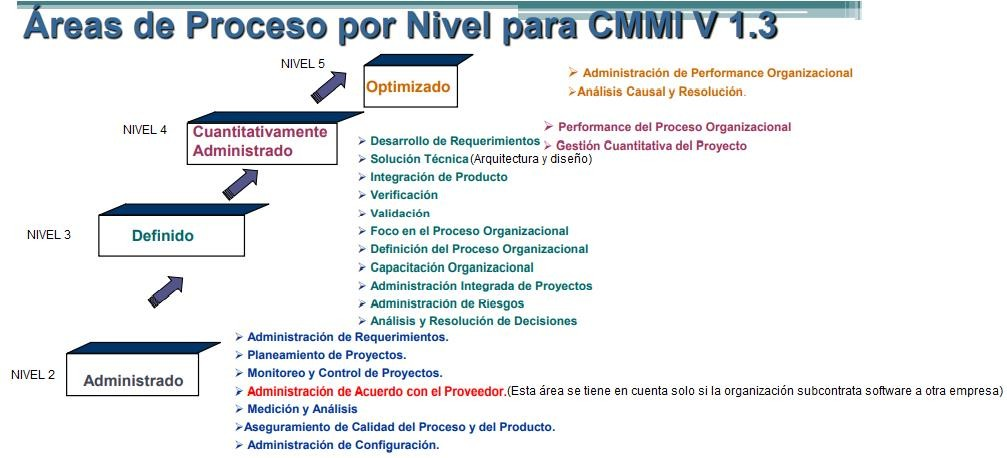 Áreas de Proceso por Nivel para CMMI V 1.3
NIVEL 5
Optimizado
Administración de Performance Organizacional
Análisis Causal y Resolución.
NIVEL 4
Cuantitativamente
Administrado
Performance del Proceso Organizacional
Gestión Cuantitativa del Proyecto
NIVEL 3
Definido
Desarrollo de Requerimientos
Solución Técnica (Arquitectura y diseño)
Integración de Producto
Verificación
Validación
Foco en el Proceso Organizacional
Definición del Proceso Organizacional
Capacitación Organizacional
Administración Integrada de Proyectos
Administración de Riesgos
Análisis y Resolución de Decisiones
NIVEL 2
Administrado
Administración de Requerimientos.
Planeamiento de Proyectos.
Monitoreo y Control de Proyectos.
Administración de Acuerdo con el Proveedor.(Esta área se tiene en cuenta solo si la organización subcontrata software a otra empresa)
Medición y Análisis
Aseguramiento de Calidad del Proceso y del Producto.
Administración de Configuración.